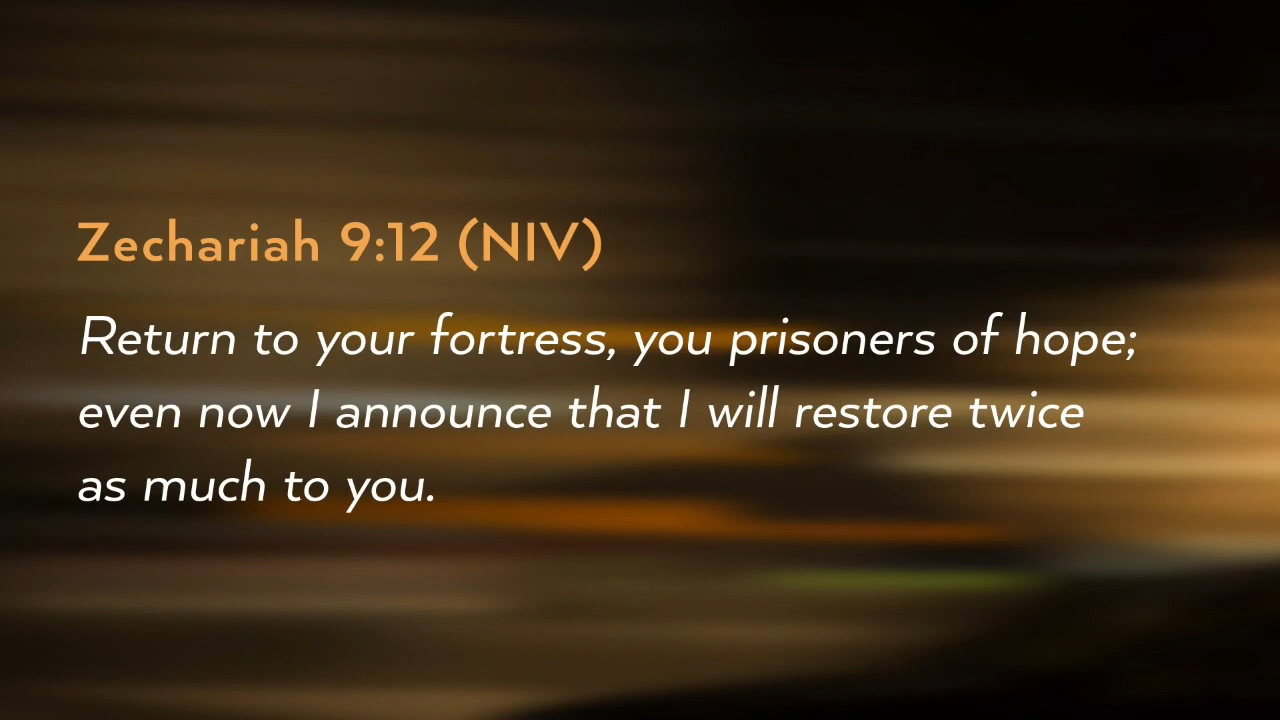 Zechariah 9:12 (NIV)
Return to your fortress, you prisoners of hope;
even now I announce that I will restore twice
as much to you.